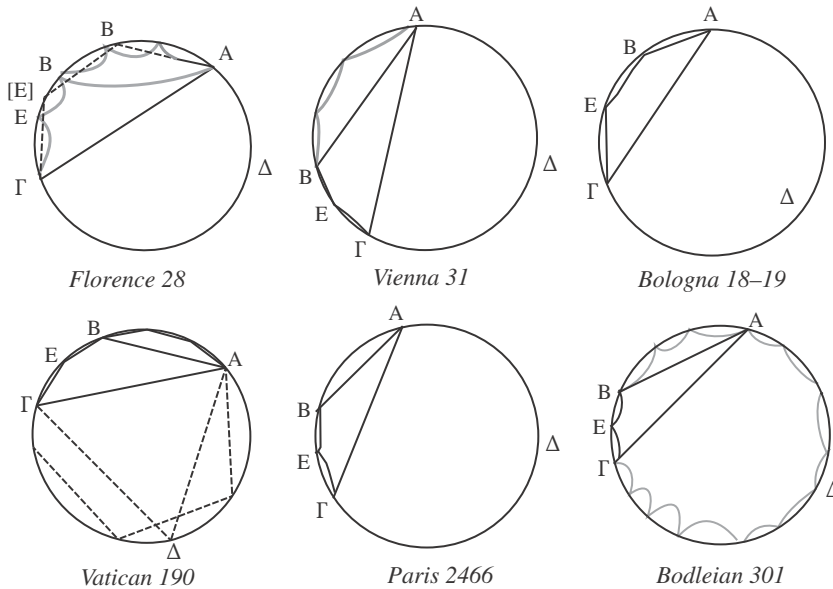 B
B
A
[E]
E
Γ
Δ
Florence 28
A
B
E
Γ
Δ
Vienna 31
A
B
E
Γ
Δ
Bologna 18–19
B
E
A
Γ
Δ
Vatican 190
A
B
E
Γ
Δ
Paris 2466
A
B
E
Γ
Δ
Bodleian 301